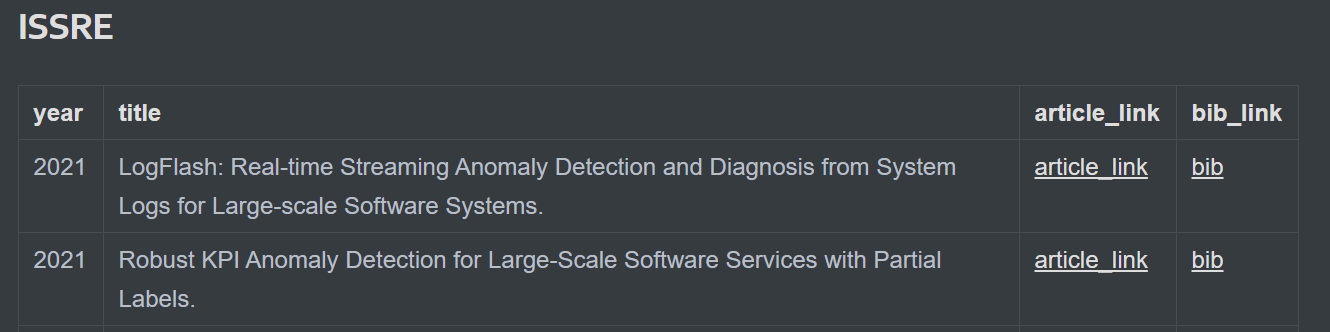 ISSRE
year title article_link bib_link
2021 LogFlash: Real-time Streaming Anomaly Detection and Diagnosis from System article_link bib
Logs for Large-scale Software Systems.
2021 Robust KPI Anomaly Detection for Large-Scale Software Services with Partial article_link bib
Labels.